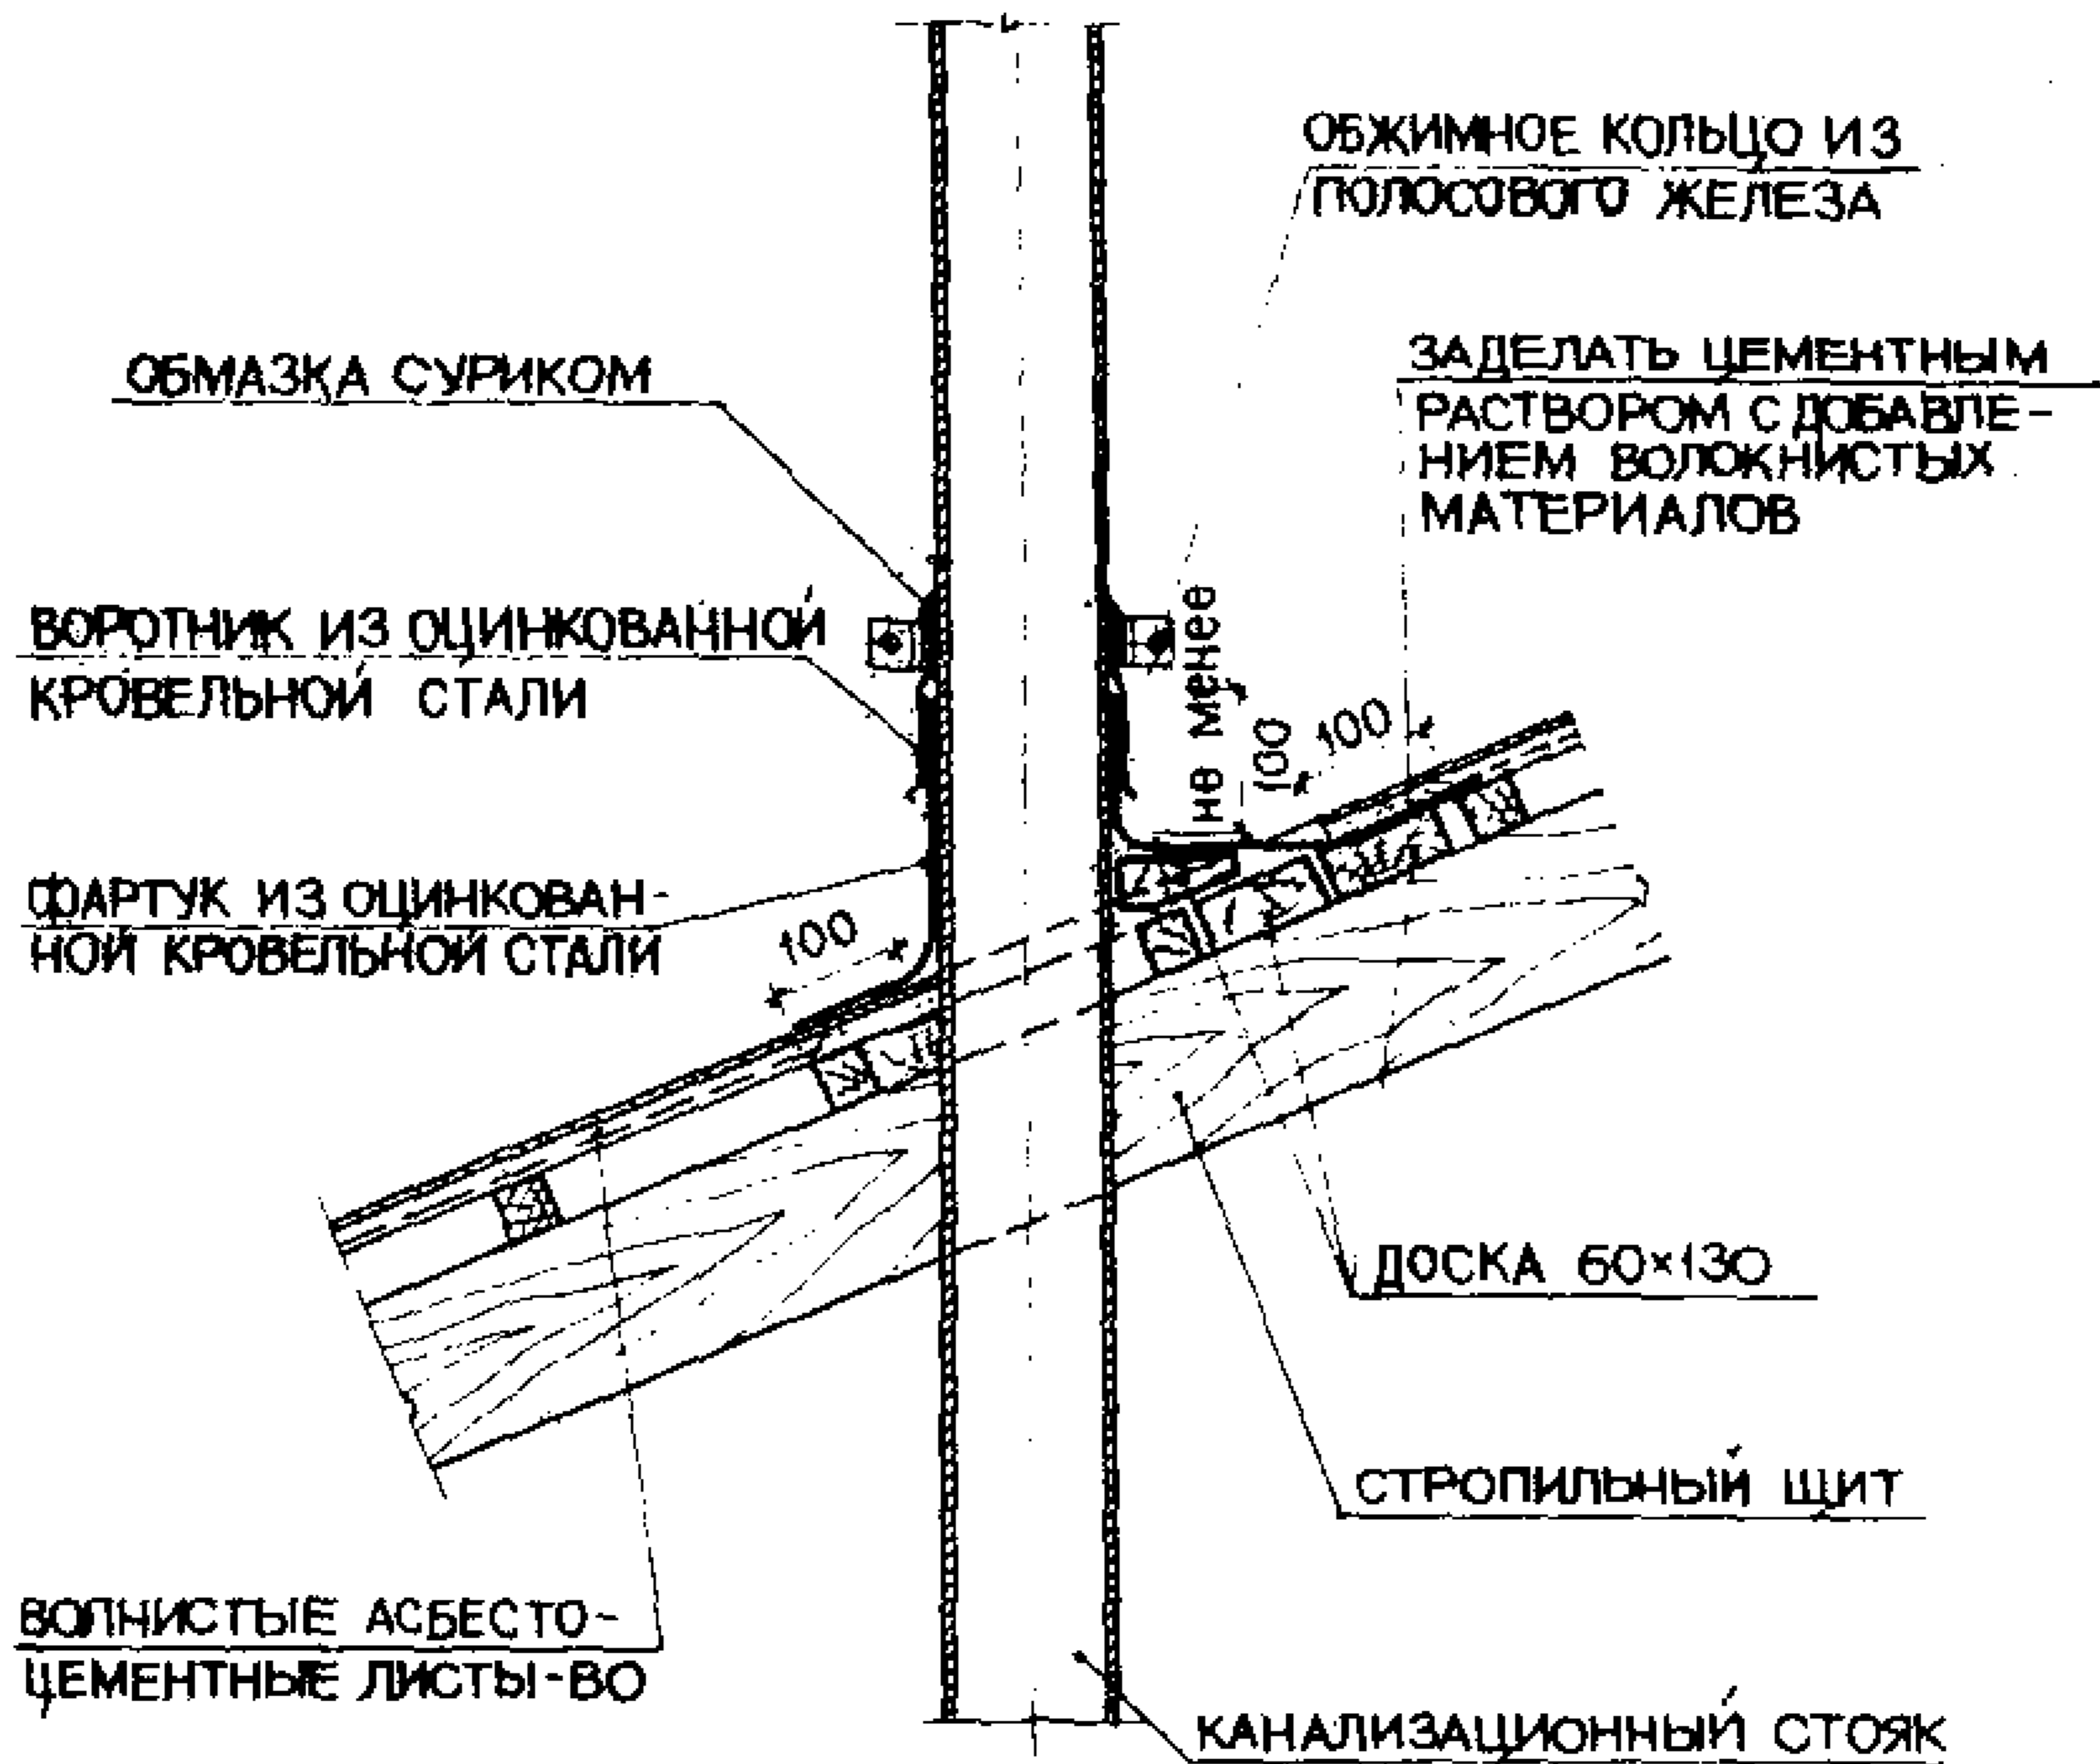 ОБЖИМНОЕ КОЛЬЦО ИЗ
ПОЛОСОВОГО ЖЕЛЕЗА
ОБМАЗКА СУРИКОМ
ЗАДЕЛАТЬ ЦЕМЕНТНЫМ
РАСТВОРОМ С ДОБАВЛЕ-
НИЕМ ВОЛОКНИСТЫХ
МАТЕРИАЛОВ
ВОРОТНИК ИЗ ОЦИНКОВАННОЙ
КРОВЕЛЬНОЙ СТАЛИ
не менее
100
100
ФАРТУК ИЗ ОЦИНКОВАН-
НОЙ КРОВЕЛЬНОЙ СТАЛИ
100
ДОСКА 60×130
СТРОПИЛЬНЫЙ ЩИТ
ВОЛНИСТЫЕ АСБЕСТО-
ЦЕМЕНТНЫЕ ЛИСТЫ-ВО
КАНАЛИЗАЦИОННЫЙ СТОЯК